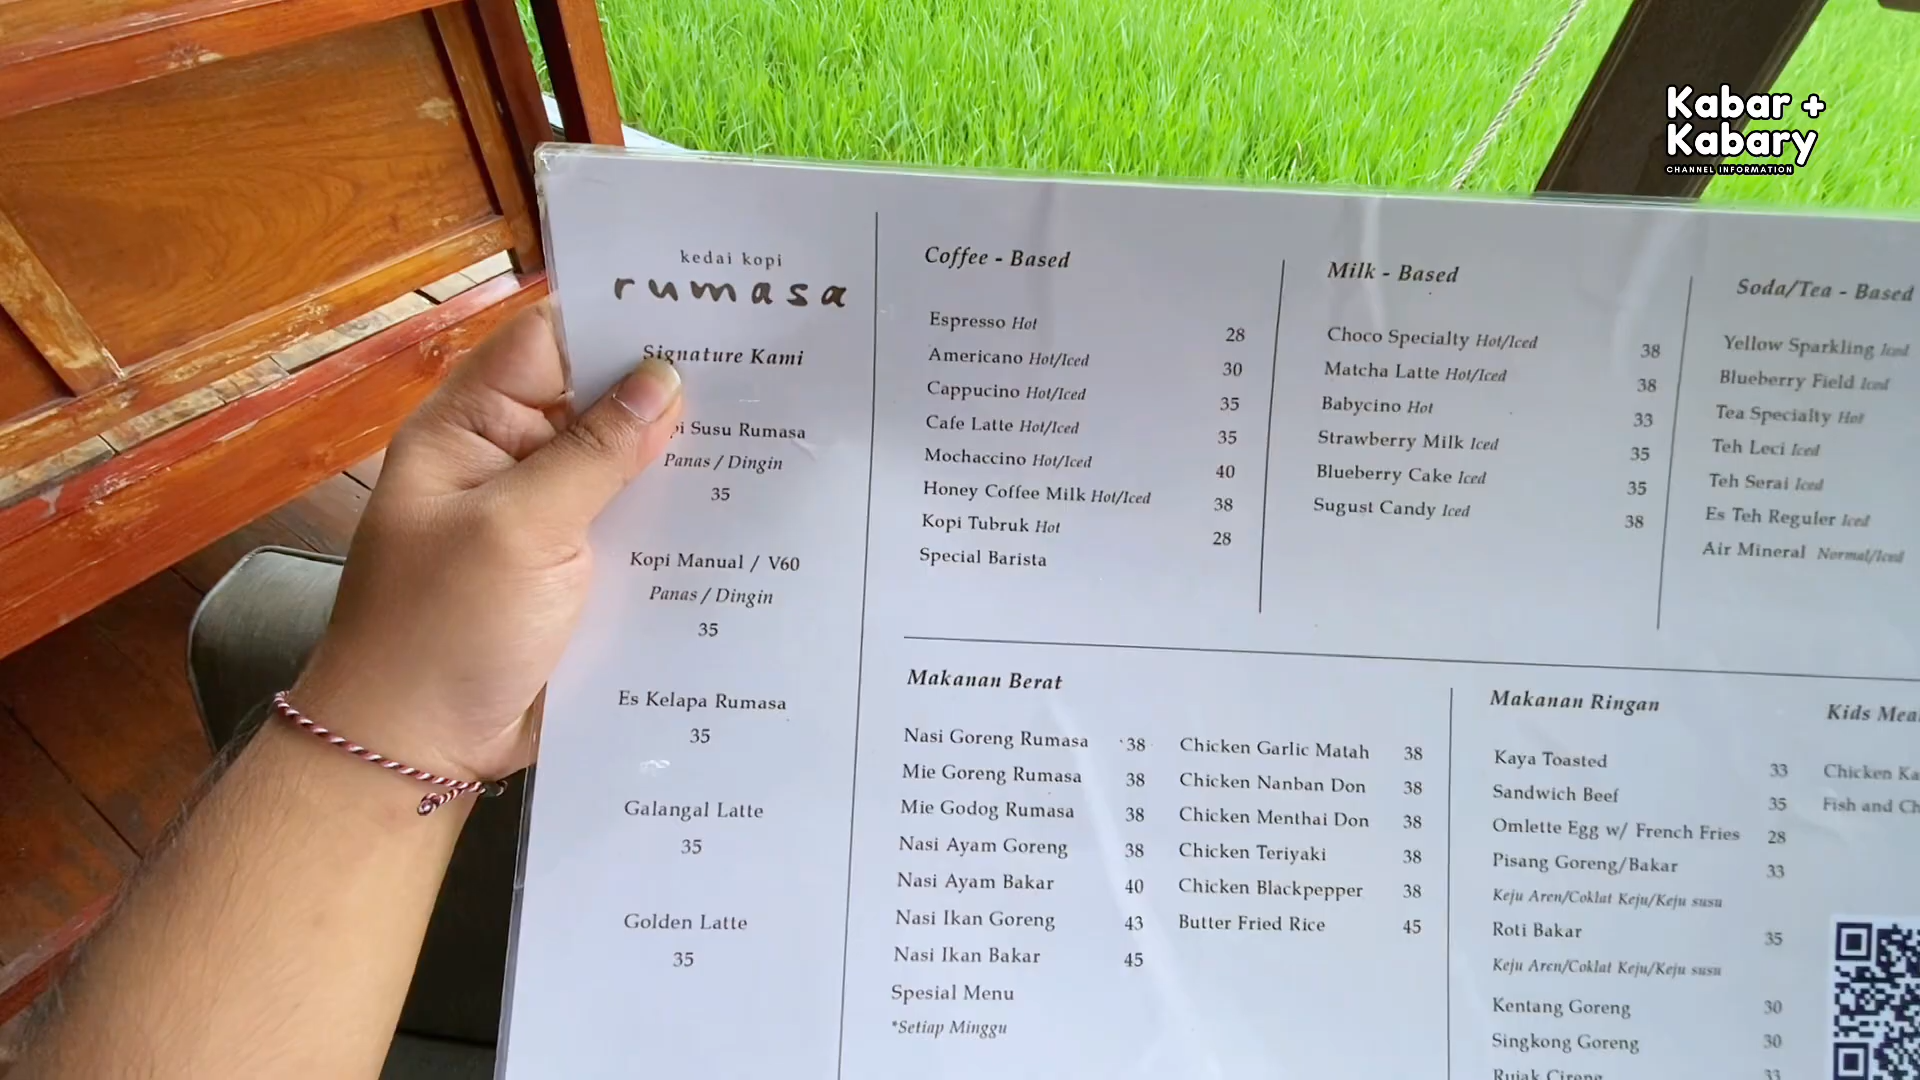 Kabar +
Kabary
CHANNEL INFORMATION
kedai kopi
rumasa
Signature Kami
Susu Rumasa
Panas / Dingin
35
Kopi Manual / V60
Panas / Dingin
35
Es Kelapa Rumasa
35
Galangal Latte
35
Golden Latte
35
Coffee - Based
Espresso Hot 28
Americano Hot/Iced 30
Cappucino Hot/Iced 35
Cafe Latte Hot/Iced 35
Mochaccino Hot/Iced 40
Honey Coffee Milk Hot/Iced 38
Kopi Tubruk Hot 28
Special Barista
Milk - Based
Choco Specialty Hot/Iced 38
Matcha Latte Hot/Iced 38
Babycino Hot 33
Strawberry Milk Iced 35
Blueberry Cake Iced 35
Sugust Candy Iced 38
Soda/Tea - Based
Yellow Sparkling Iced
Blueberry Field Iced
Tea Specialty Hot
Teh Leci Iced
Teh Serai Iced
Es Teh Reguler Iced
Air Mineral Normal/Iced
Makanan Berat
Nasi Goreng Rumasa 38
Mie Goreng Rumasa 38
Mie Godog Rumasa 38
Nasi Ayam Goreng 38
Nasi Ayam Bakar 40
Nasi Ikan Goreng 43
Nasi Ikan Bakar 45
Spesial Menu
*Setiap Minggu
Chicken Garlic Matah 38
Chicken Nanban Don 38
Chicken Menthai Don 38
Chicken Teriyaki 38
Chicken Blackpepper 38
Butter Fried Rice 45
Makanan Ringan
Kaya Toasted 33
Sandwich Beef 35
Omlette Egg w/ French Fries 28
Pisang Goreng/Bakar 33
Keju Aren/Coklat Keju/Keju susu
Roti Bakar 35
Keju Aren/Coklat Keju/Keju susu
Kentang Goreng 30
Singkong Goreng 30
Rujak Cireng 33
Kids
Chicken
Fish and